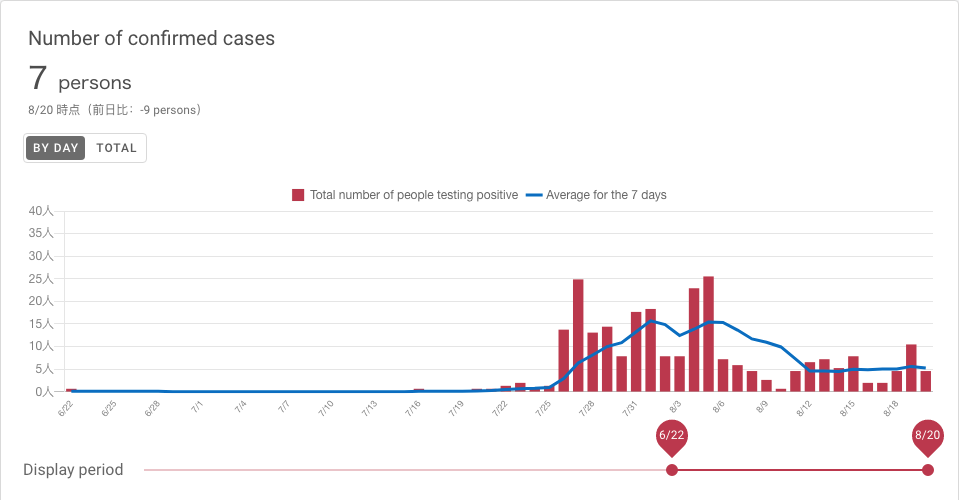 Number of confirmed cases
7 persons
8/20 時点（前日比：-9 persons）
BY DAY TOTAL
Total number of people testing positive Average for the 7 days
40人
35人
30人
25人
20人
15人
10人
5人
0人
6/22 6/25 6/28 7/1 7/4 7/7 7/10 7/13 7/16 7/19 7/22 7/25 7/28 7/31 8/3 8/6 8/9 8/12 8/15 8/18
6/22 8/20
Display period